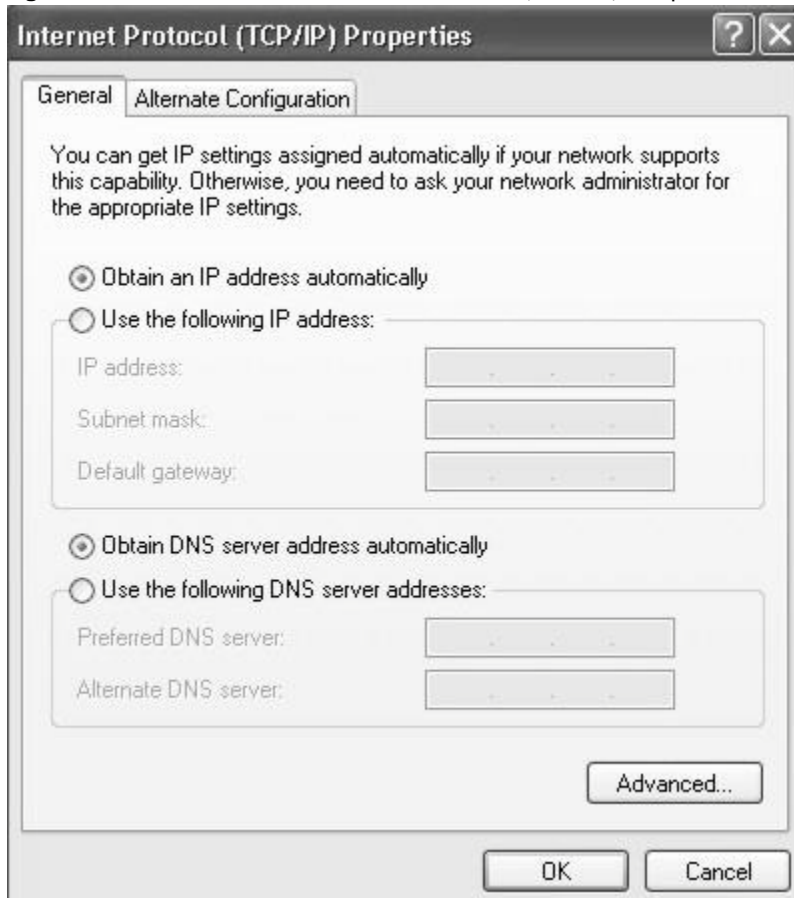 Internet Protocol (TCP/IP) Properties
General
Alternate Configuration
You can get IP settings assigned automatically if your network supports
this capability. Otherwise, you need to ask your network administrator for
the appropriate IP settings.
Obtain an IP address automatically
Use the following IP address:
IP address:
Subnet mask:
Default gateway:
Obtain DNS server address automatically
Use the following DNS server addresses:
Preferred DNS server:
Alternate DNS server:
Advanced...
OK
Cancel